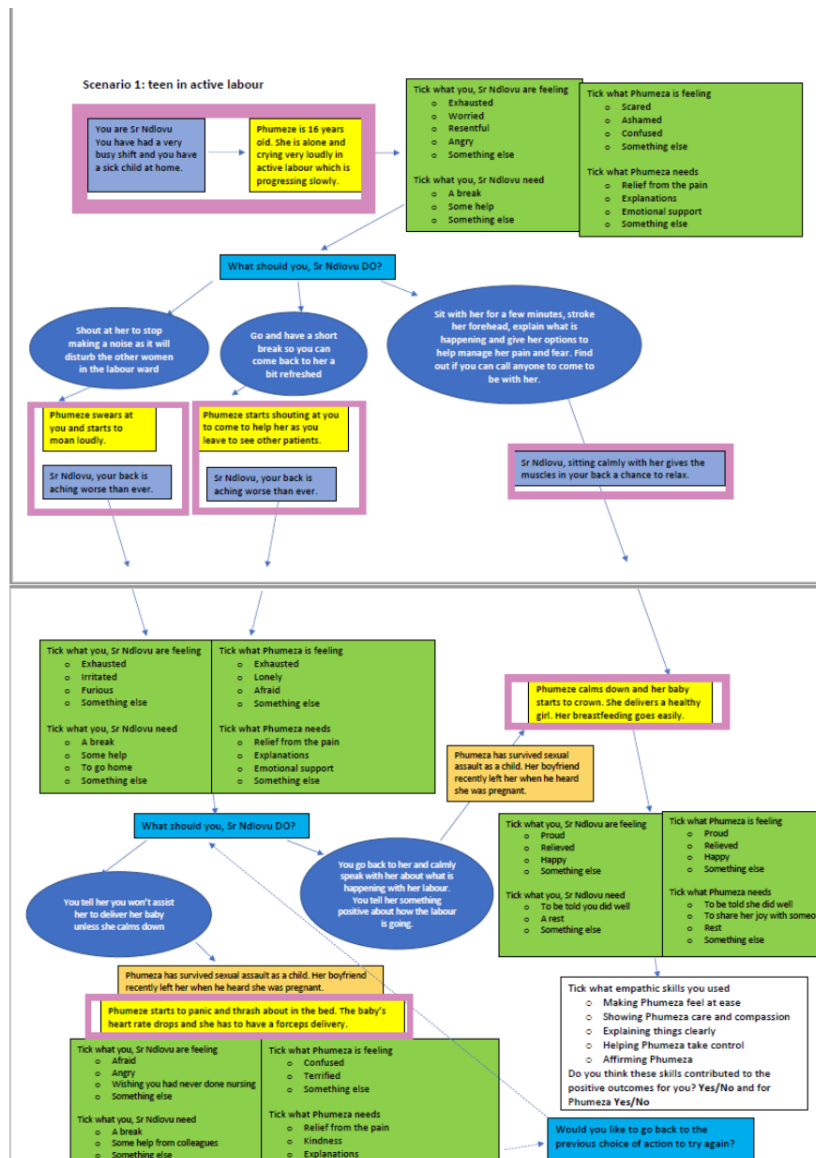 Scenario 1: teen in active labour
You are Sr Ndlovu
You have had a very
busy shift and you have
a sick child at home.
Phumeze is 16 years
old. She is alone and
crying very loudly in
active labour which is
progressing slowly.
Tick what you, Sr Ndlovu are feeling
o Exhausted
o Worried
o Resentful
o Angry
o Something else
Tick what you, Sr Ndlovu need
o A break
o Some help
o Something else
Tick what Phumeza is feeling
o Scared
o Ashamed
o Confused
o Something else
Tick what Phumeza needs
o Relief from the pain
o Explanations
o Emotional support
o Something else
What should you, Sr Ndlovu DO?
Shout at her to stop
making a noise as it will
disturb the other women
in the labour ward
Go and have a short
break so you can
come back to her a
bit refreshed
Sit with her for a few minutes, stroke
her forehead, explain what is
happening and give her options to
help manage her pain and fear. Find
out if you can call anyone to come to
be with her.
Phumeze swears at
you and starts to
moan loudly.
Sr Ndlovu, your back is
aching worse than ever.
Phumeze starts shouting at you
to come to help her as you
leave to see other patients.
Sr Ndlovu, your back is
aching worse than ever.
Sr Ndlovu, sitting calmly with her gives the
muscles in your back a chance to relax.
Tick what you, Sr Ndlovu are feeling
o Exhausted
o Irritated
o Furious
o Something else
Tick what you, Sr Ndlovu need
o A break
o Some help
o To go home
o Something else
Tick what Phumeza is feeling
o Exhausted
o Lonely
o Afraid
o Something else
Tick what Phumeza needs
o Relief from the pain
o Explanations
o Emotional support
o Something else
Phumeze calms down and her baby
starts to crown. She delivers a healthy
girl. Her breastfeeding goes easily.
Phumeza has survived sexual
assault as a child. Her boyfriend
recently left her when he heard
she was pregnant.
What should you, Sr Ndlovu DO?
You tell her you won't assist
her to deliver her baby
unless she calms down
You go back to her and calmly
speak with her about what is
happening with her labour.
You tell her something
positive about how the labour
is going.
Tick what you, Sr Ndlovu are feeling
o Proud
o Relieved
o Happy
o Something else
Tick what you, Sr Ndlovu need
o To be told you did well
o A rest
o Something else
Tick what Phumeza is feeling
o Proud
o Relieved
o Happy
o Something else
Tick what Phumeza needs
o To be told she did well
o To share her joy with someo
o Rest
o Something else
Phumeza has survived sexual assault as a child. Her boyfriend
recently left her when he heard she was pregnant.
Phumeze starts to panic and thrash about in the bed. The baby's
heart rate drops and she has to have a forceps delivery.
Tick what you, Sr Ndlovu are feeling
o Afraid
o Angry
o Wishing you had never done nursing
o Something else
Tick what you, Sr Ndlovu need
o A break
o Some help from colleagues
o Something else
Tick what Phumeza is feeling
o Confused
o Terrified
o Something else
Tick what Phumeza needs
o Relief from the pain
o Kindness
o Explanations
Tick what empathic skills you used
o Making Phumeza feel at ease
o Showing Phumeza care and compassion
o Explaining things clearly
o Helping Phumeza take control
o Affirming Phumeza
Do you think these skills contributed to the
positive outcomes for you? Yes/No and for
Phumeza Yes/No
Would you like to go back to the
previous choice of action to try again?